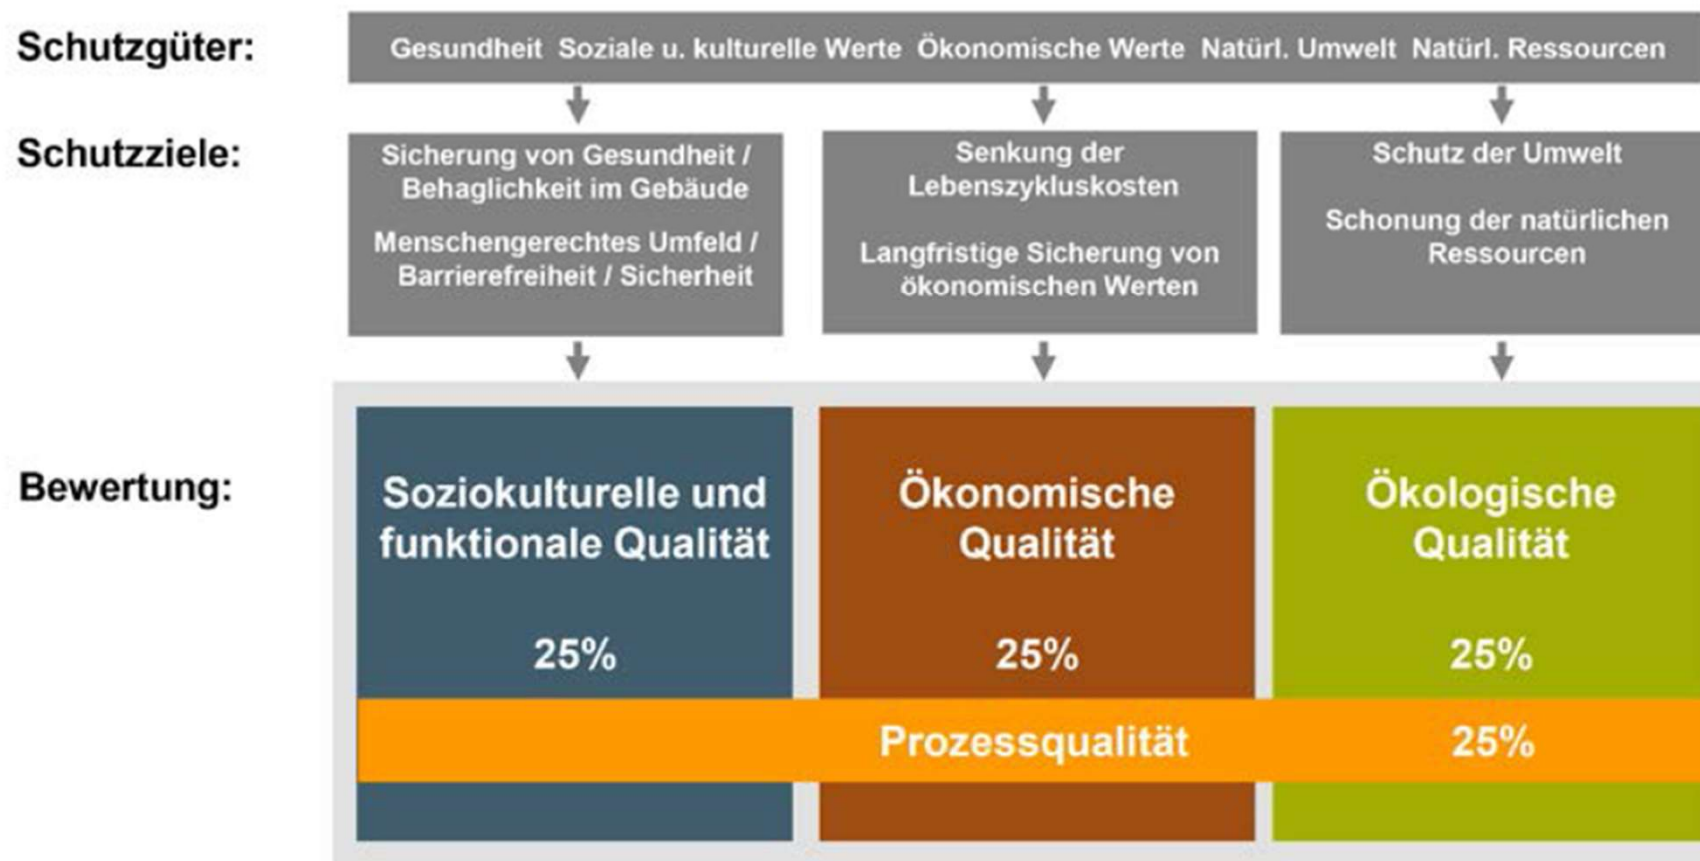 Schutzgüter:
Gesundheit Soziale u. kulturelle Werte Ökonomische Werte Natürl. Umwelt Natürl. Ressourcen
Schutzziele:
Sicherung von Gesundheit /
Behaglichkeit im Gebäude
Menschengerechtes Umfeld /
Barrierefreiheit / Sicherheit
Senkung der
Lebenszykluskosten
Langfristige Sicherung von
ökonomischen Werten
Schutz der Umwelt
Schonung der natürlichen
Ressourcen
Bewertung:
Soziokulturelle und
funktionale Qualität
25%
Ökonomische
Qualität
25%
Ökologische
Qualität
25%
Prozessqualität 25%